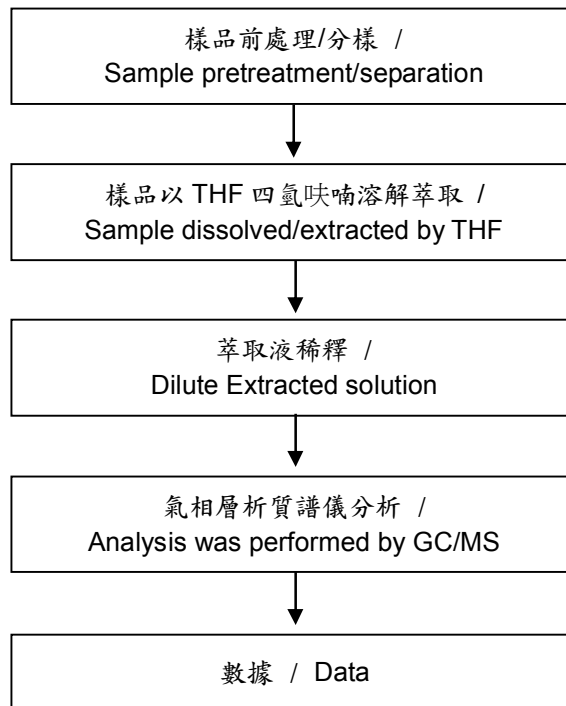 樣品前處理/分樣 /
Sample pretreatment/separation
樣品以 THF 四氫呋喃溶解萃取 /
Sample dissolved/extracted by THF
萃取液稀釋 /
Dilute Extracted solution
氣相層析質譜儀分析 /
Analysis was performed by GC/MS
數據 / Data